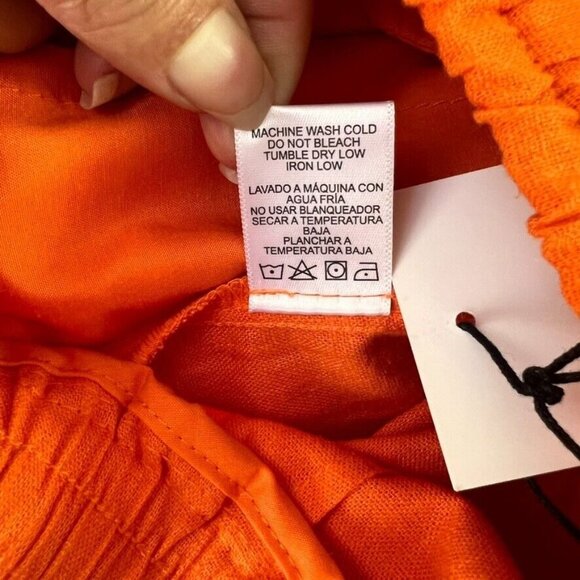 MACHINE WASH COLD
DO NOT BLEACH
TUMBLE DRY LOW
IRON LOW
LAVADO A MÁQUINA CON
AGUA FRÍA
NO USAR BLANQUEADOR
SECAR A TEMPERATURA
BAJA
PLANCHAR A
TEMPERATURA BAJA